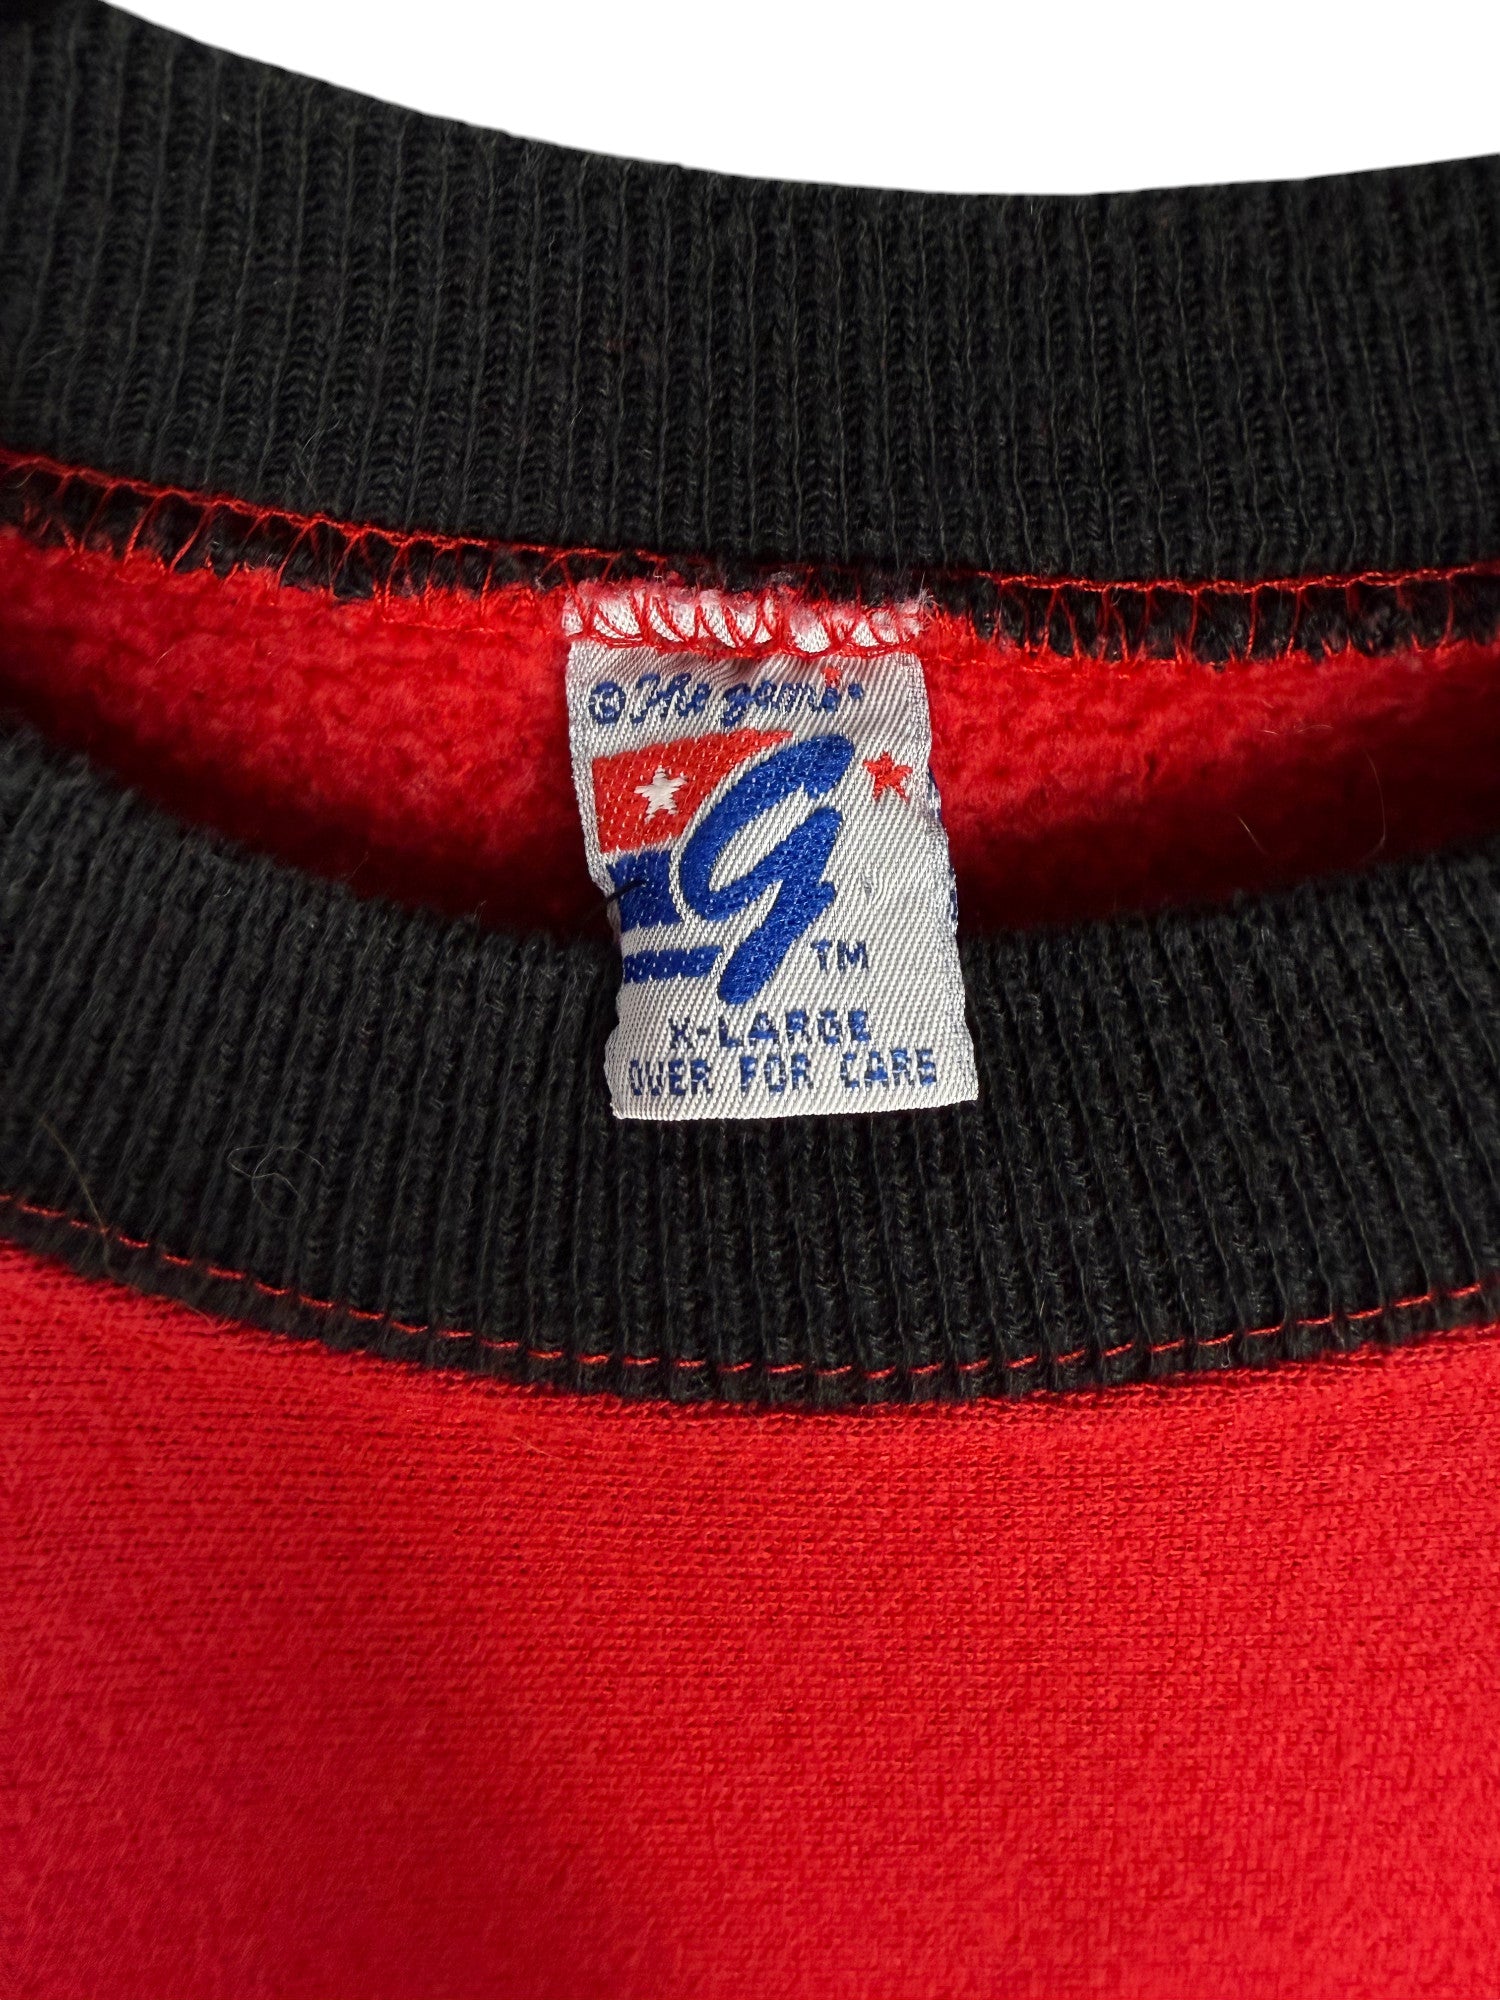 ® The game
g
TM
X-LARGE
OVER FOR CARE